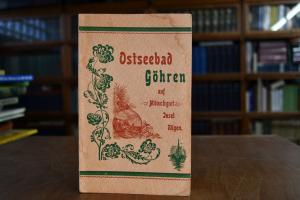 Ostseebad
Göhren
auf
Mönchgut
Insel
Rügen.